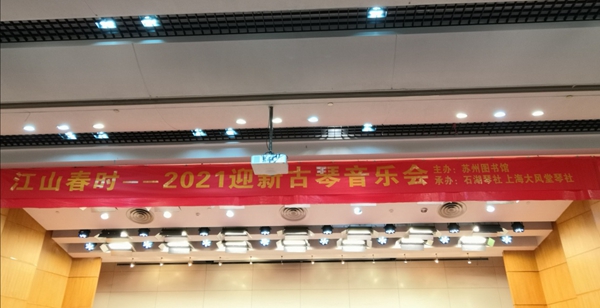 江山春时——2021迎新古琴音乐会
主办：苏州图书馆
承办：石湖琴社 上海大风堂琴社